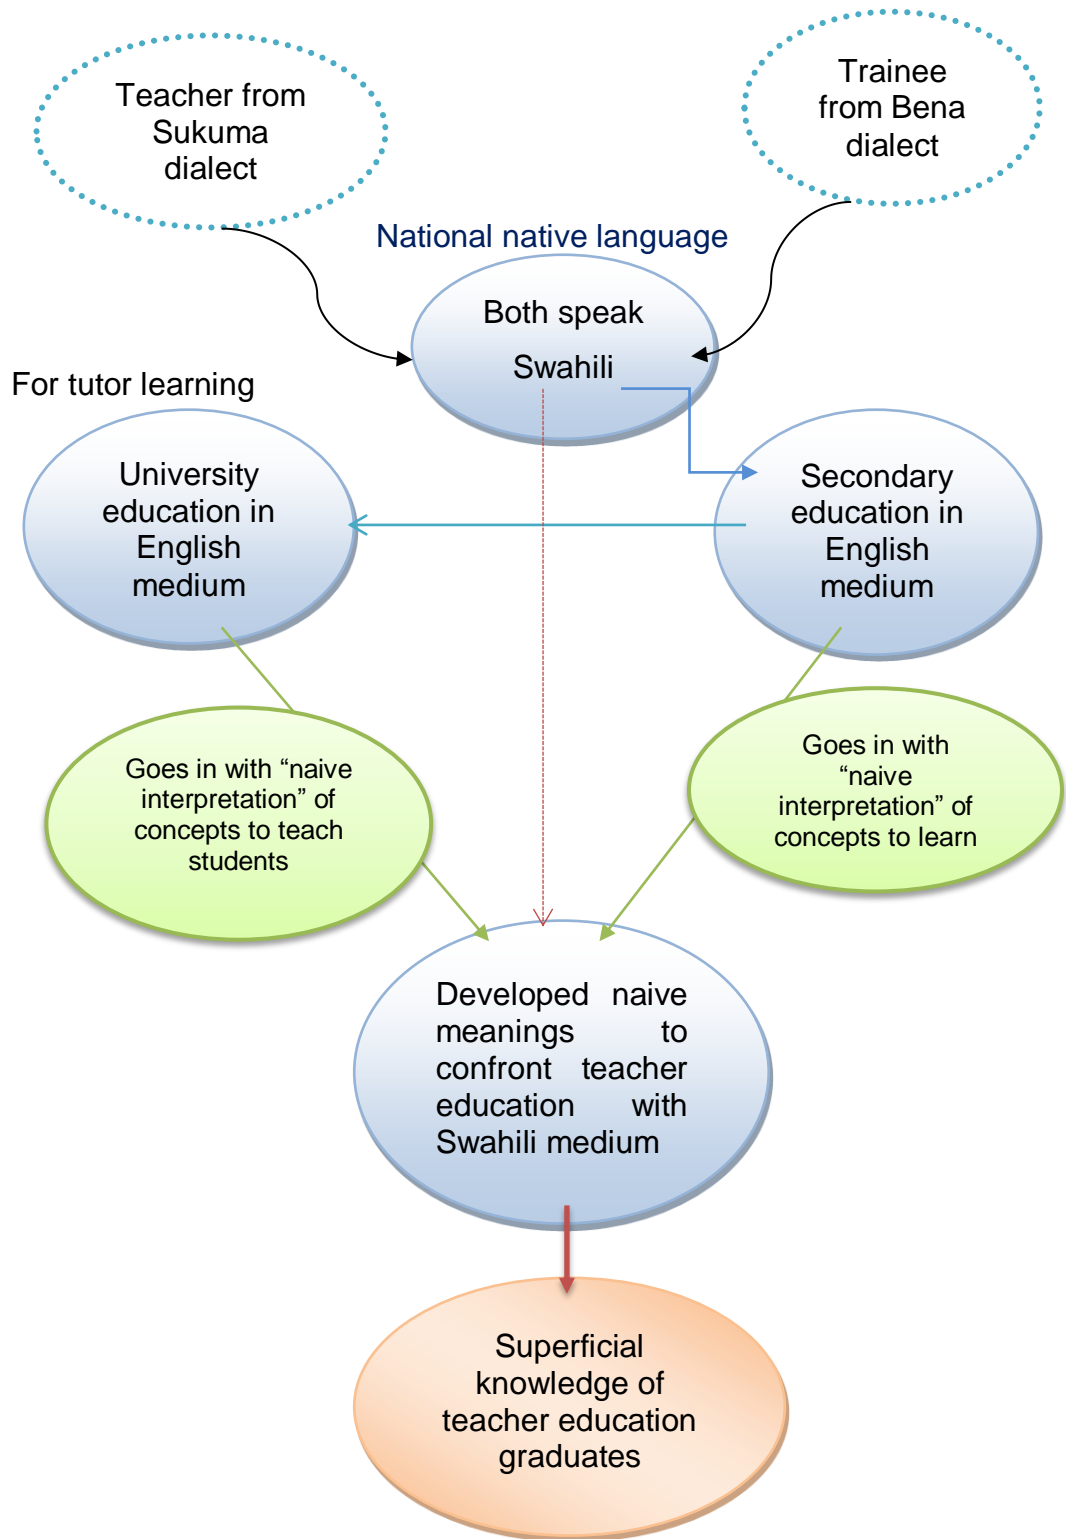 Teacher from
Sukuma
dialect
Trainee
from Bena
dialect
National native language
Both speak
Swahili
For tutor learning
University
education in
English
medium
Secondary
education in
English
medium
Goes in with “naive
interpretation” of
concepts to teach
students
Goes in with
“naive
interpretation” of
concepts to learn
Developed naive
meanings to
confront teacher
education with
Swahili medium
Superficial
knowledge of
teacher education
graduates